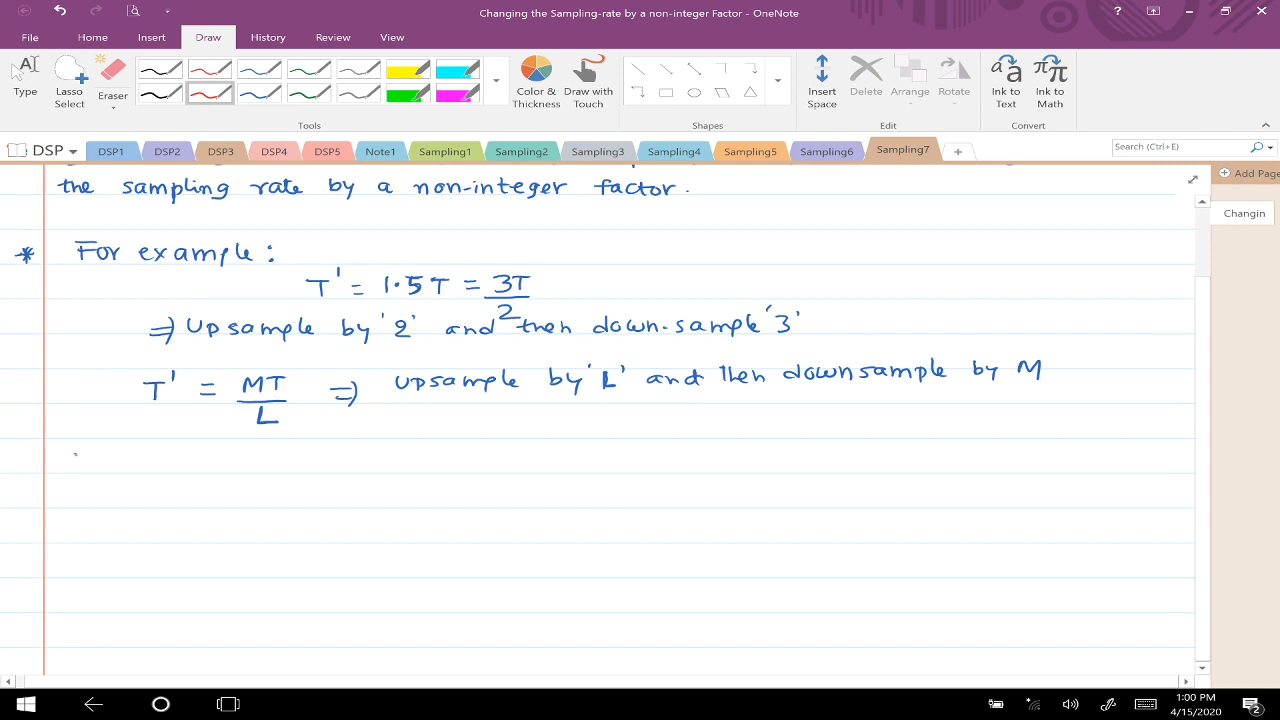 Changing the Sampling-rate by a non-integer Factor - OneNote
File Home Insert Draw History Review View
Type
Lasso Select
Eraser
Color & Thickness
Draw with Touch
Insert Space
Delete
Arrange
Rotate
Ink to Text
Ink to Math
Tools
Shapes
Edit
Convert
DSP DSP1 DSP2 DSP3 DSP4 DSP5 Note1 Sampling1 Sampling2 Sampling3 Sampling4 Sampling5 Sampling6 Sampling7
Search (Ctrl+E)
Add Page
Changin
the sampling rate by a non-integer factor.
* For example:
T' = 1.5T = 3T/2
⇒ Upsample by '2' and then down-sample '3'
T' = MT/L ⇒ upsample by 'L' and then downsample by M
1:00 PM
4/15/2020
2